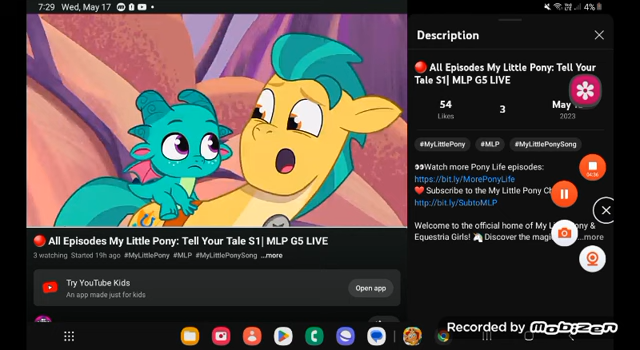 7:29 Wed, May 17
4%
Description
🔴 All Episodes My Little Pony: Tell Your
Tale S1| MLP G5 LIVE
54
3
May
Likes
2023
#MyLittlePony #MLP #MyLittlePonySong
👀Watch more Pony Life episodes:
https://bit.ly/MorePonyLife
❤️ Subscribe to the My Little Pony Ch
http://bit.ly/SubtoMLP
Welcome to the official home of My &
Equestria Girls! 🦄 Discover the ...more
04:56
🔴 All Episodes My Little Pony: Tell Your Tale S1| MLP G5 LIVE
3 watching Started 19h ago #MyLittlePony #MLP #MyLittlePonySong ...more
Try YouTube Kids
An app made just for kids
Open app
Recorded by MOBIZEN